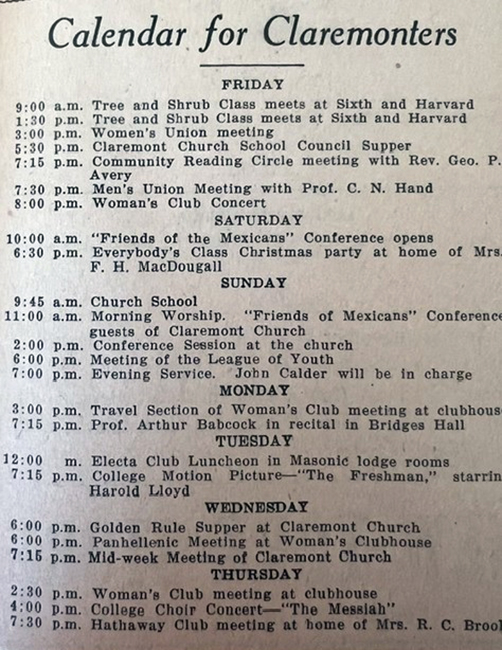 Calendar for Claremonters
FRIDAY
9:00 a.m. Tree and Shrub Class meets at Sixth and Harvard
1:30 p.m. Tree and Shrub Class meets at Sixth and Harvard
3:00 p.m. Women's Union meeting
5:30 p.m. Claremont Church School Council Supper
7:15 p.m. Community Reading Circle meeting with Rev. Geo. P.
Avery
7:30 p.m. Men's Union Meeting with Prof. C. N. Hand
8:00 p.m. Woman's Club Concert
SATURDAY
10:00 a.m. "Friends of the Mexicans" Conference opens
6:30 p.m. Everybody's Class Christmas party at home of Mrs.
F. H. MacDougall
SUNDAY
9:45 a.m. Church School
11:00 a.m. Morning Worship. "Friends of Mexicans" Conference
guests of Claremont Church
2:00 p.m. Conference Session at the church
6:00 p.m. Meeting of the League of Youth
7:00 p.m. Evening Service. John Calder will be in charge
MONDAY
3:00 p.m. Travel Section of Woman's Club meeting at clubhous
7:15 p.m. Prof. Arthur Babcock in recital in Bridges Hall
TUESDAY
12:00 m. Electa Club Luncheon in Masonic lodge rooms
7:15 p.m. College Motion Picture—"The Freshman," starrin
Harold Lloyd
WEDNESDAY
6:00 p.m. Golden Rule Supper at Claremont Church
6:00 p.m. Panhellenic Meeting at Woman's Clubhouse
7:15 p.m. Mid-week Meeting of Claremont Church
THURSDAY
2:30 p.m. Woman's Club meeting at clubhouse
4:00 p.m. College Choir Concert—"The Messiah"
7:30 p.m. Hathaway Club meeting at home of Mrs. R. C. Broo